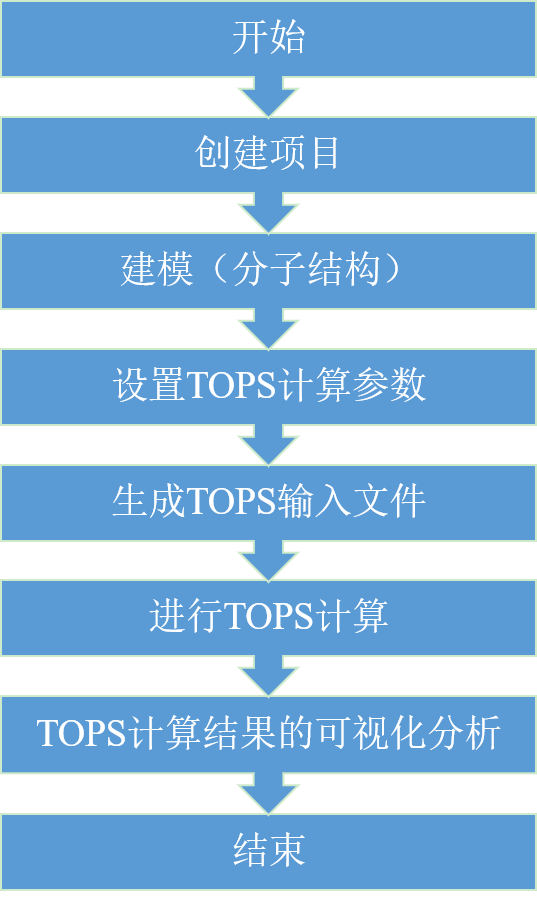 开始
创建项目
建模（分子结构）
设置TOPS计算参数
生成TOPS输入文件
进行TOPS计算
TOPS计算结果的可视化分析
结束